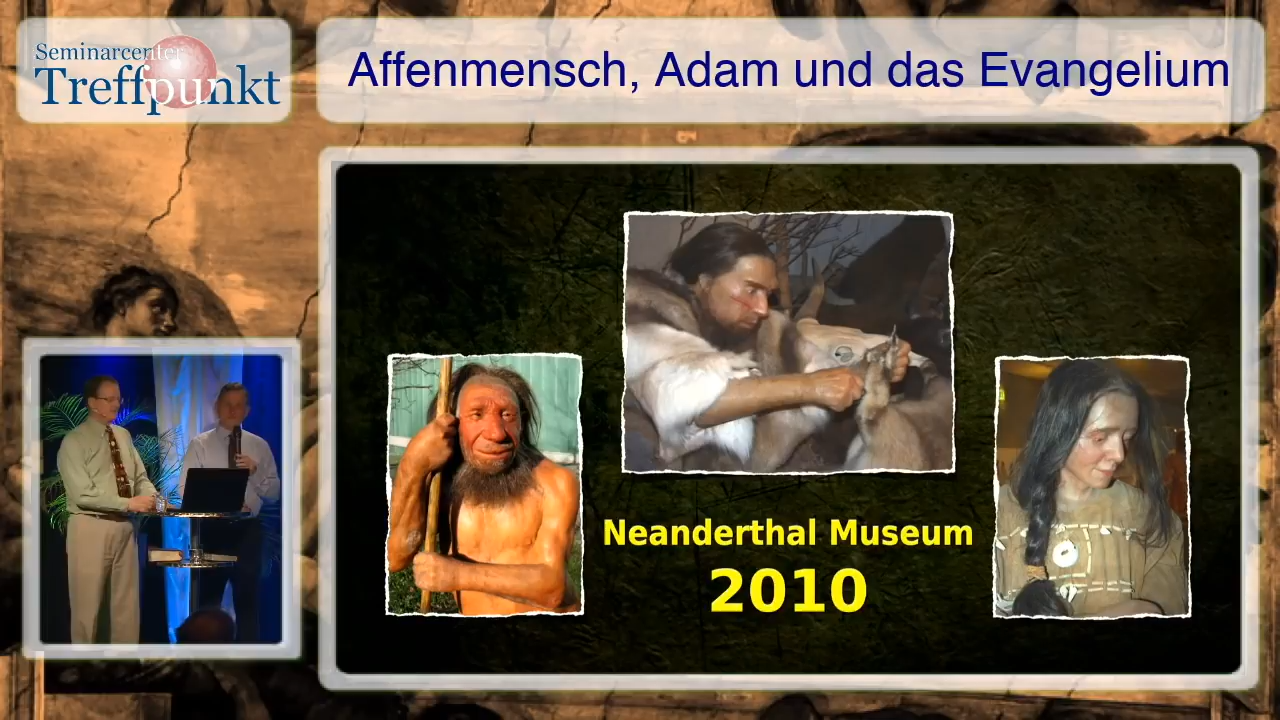 Seminarcenter
Treffpunkt
Affenmensch, Adam und das Evangelium
Neanderthal Museum
2010